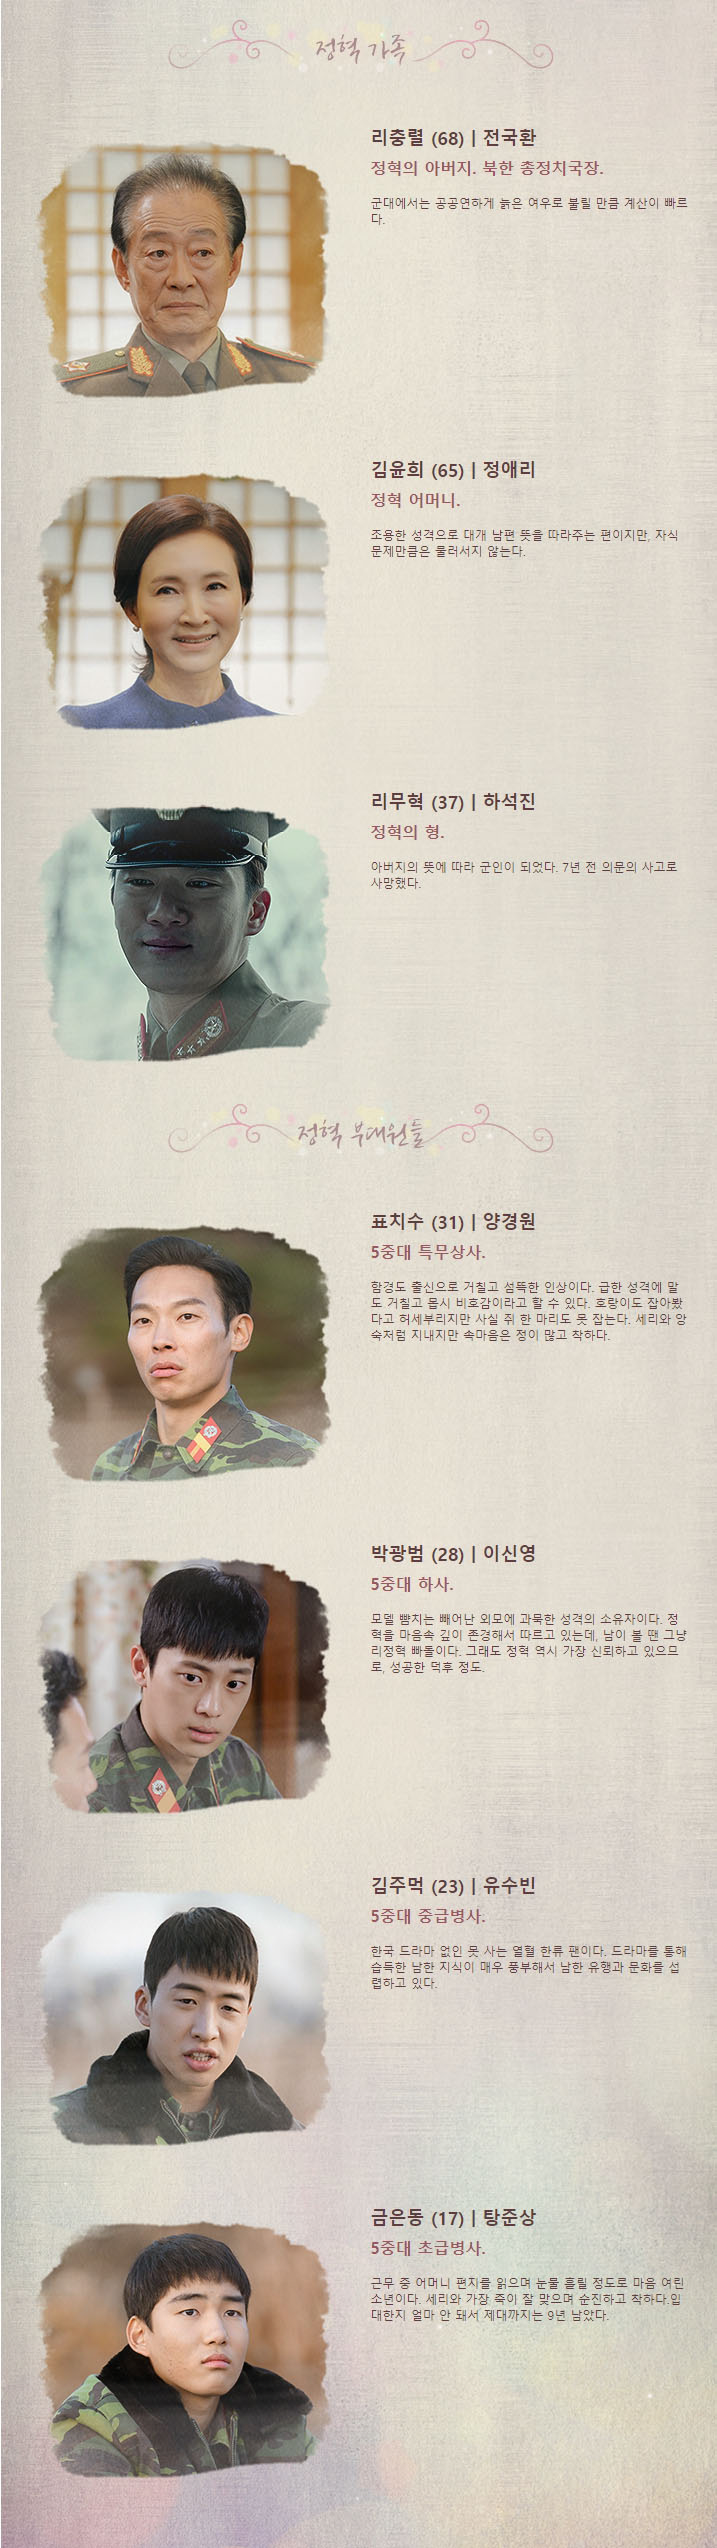 정혁 가족
리충렬 (68) | 전국환
정혁의 아버지. 북한 총정치국장.
군대에서는 공공연하게 늙은 여우로 불릴 만큼 계산이 빠르
다.
김윤희 (65) | 정애리
정혁 어머니.
조용한 성격으로 대개 남편 뜻을 따라주는 편이지만, 자식
문제만큼은 물러서지 않는다.
리무혁 (37) | 하석진
정혁의 형.
아버지의 뜻에 따라 군인이 되었다. 7년 전 의문의 사고로
사망했다.
정혁 부대원들
표치수 (31) | 양경원
5중대 특무상사.
함경도 출신으로 거칠고 섬뜩한 인상이다. 급한 성격에 말
도 거칠고 몹시 비호감이라고 할 수 있다. 호랑이도 잡아봤
다고 허세부리지만 사실 쥐 한 마리도 못 잡는다. 세리와 앙
숙처럼 지내지만 속마음은 정이 많고 착하다.
박광범 (28) | 이신영
5중대 하사.
모델 뺨치는 빼어난 외모에 과묵한 성격의 소유자이다. 정
혁을 마음속 깊이 존경해서 따르고 있는데, 남이 볼 땐 그냥
리정혁 빠돌이다. 그래도 정혁 역시 가장 신뢰하고 있으므
로, 성공한 덕후 정도.
김주먹 (23) | 유수빈
5중대 중급병사.
한국 드라마 없인 못 사는 열혈 한류 팬이다. 드라마를 통해
습득한 남한 지식이 매우 풍부해서 남한 유행과 문화를 섭
렵하고 있다.
금은동 (17) | 탕준상
5중대 초급병사.
근무 중 어머니 편지를 읽으며 눈물 흘릴 정도로 마음 여린
소년이다. 세리와 가장 죽이 잘 맞으며 순진하고 착하다.입
대한지 얼마 안 돼서 제대까지는 9년 남았다.